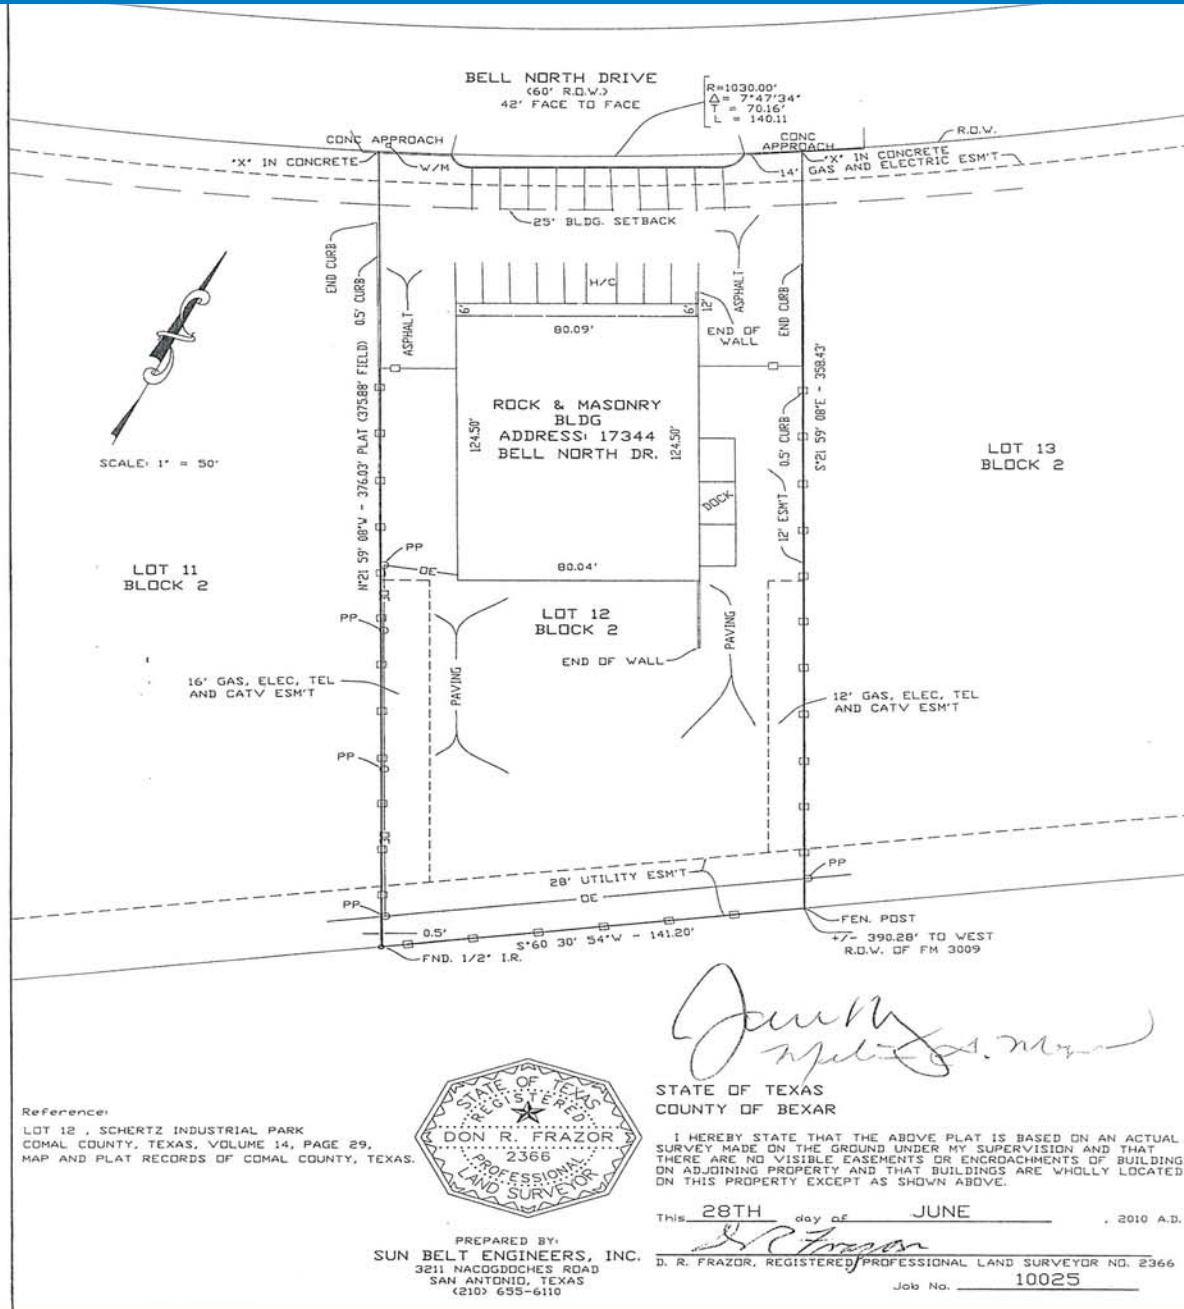 BELL NORTH DRIVE
(60' R.O.W.)
42' FACE TO FACE
R=1030.00'
Δ= 7°47'34"
T = 70.16'
L = 140.11
CONC APPROACH
CONC
APPROACH
R.O.W.
"X" IN CONCRETE
W/M
"X" IN CONCRETE
14' GAS AND ELECTRIC ESM'T
25' BLDG. SETBACK
END CURB
0.5' CURB
ASPHALT
H/C
ASPHALT
END CURB
6'
6'
12'
80.09'
END OF
WALL
N°21 59' 08"W - 376.03' PLAT (375.88' FIELD)
S°21 59' 08"E - 358.43'
ROCK & MASONRY
BLDG
ADDRESS: 17344
BELL NORTH DR.
124.50'
124.50'
0.5' CURB
12' ESM'T
DOCK
SCALE: 1" = 50'
LOT 13
BLOCK 2
LOT 11
BLOCK 2
PP
OE
80.04'
LOT 12
BLOCK 2
PP
PAVING
END OF WALL
16' GAS, ELEC, TEL
AND CATV ESM'T
PAVING
12' GAS, ELEC, TEL
AND CATV ESM'T
PP
OE
OE
28' UTILITY ESM'T
PP
OE
PP
0.5'
S°60 30' 54"W - 141.20'
FND. 1/2" I.R.
FEN. POST
+/- 390.28' TO WEST
R.O.W. OF FM 3009
Reference:
LOT 12 , SCHERTZ INDUSTRIAL PARK
COMAL COUNTY, TEXAS, VOLUME 14, PAGE 29,
MAP AND PLAT RECORDS OF COMAL COUNTY, TEXAS.
STATE OF TEXAS
REGISTERED
DON R. FRAZOR
2366
PROFESSIONAL
LAND SURVEYOR
PREPARED BY:
SUN BELT ENGINEERS, INC.
3211 NACOGDOCHES ROAD
SAN ANTONIO, TEXAS
(210) 655-6110
STATE OF TEXAS
COUNTY OF BEXAR
I HEREBY STATE THAT THE ABOVE PLAT IS BASED ON AN ACTUAL
SURVEY MADE ON THE GROUND UNDER MY SUPERVISION AND THAT
THERE ARE NO VISIBLE EASEMENTS OR ENCROACHMENTS OF BUILDING
ON ADJOINING PROPERTY AND THAT BUILDINGS ARE WHOLLY LOCATED
ON THIS PROPERTY EXCEPT AS SHOWN ABOVE.
This 28TH day of JUNE , 2010 A.D.
D R Frazor
D. R. FRAZOR, REGISTERED PROFESSIONAL LAND SURVEYOR NO. 2366
Job No. 10025